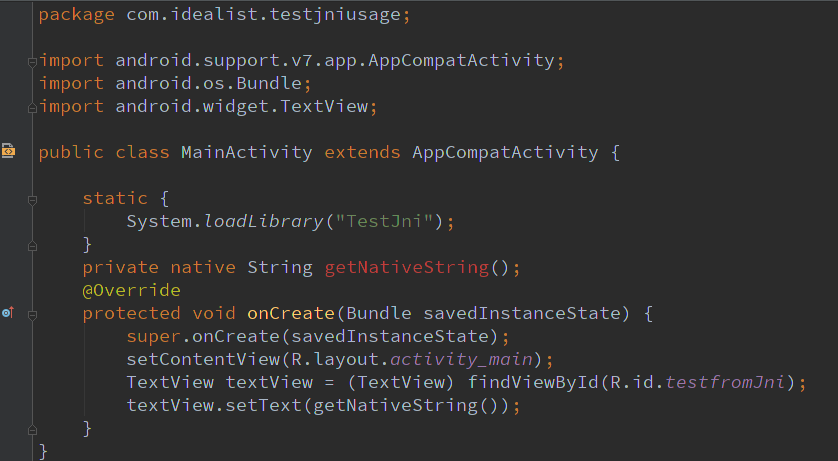 package com.idealist.testjniusage;
import android.support.v7.app.AppCompatActivity;
import android.os.Bundle;
import android.widget.TextView;
public class MainActivity extends AppCompatActivity {
static {
System.loadLibrary("TestJni");
}
private native String getNativeString();
@Override
protected void onCreate(Bundle savedInstanceState) {
super.onCreate(savedInstanceState);
setContentView(R.layout.activity_main);
TextView textView = (TextView) findViewById(R.id.testfromJni);
textView.setText(getNativeString());
}
}